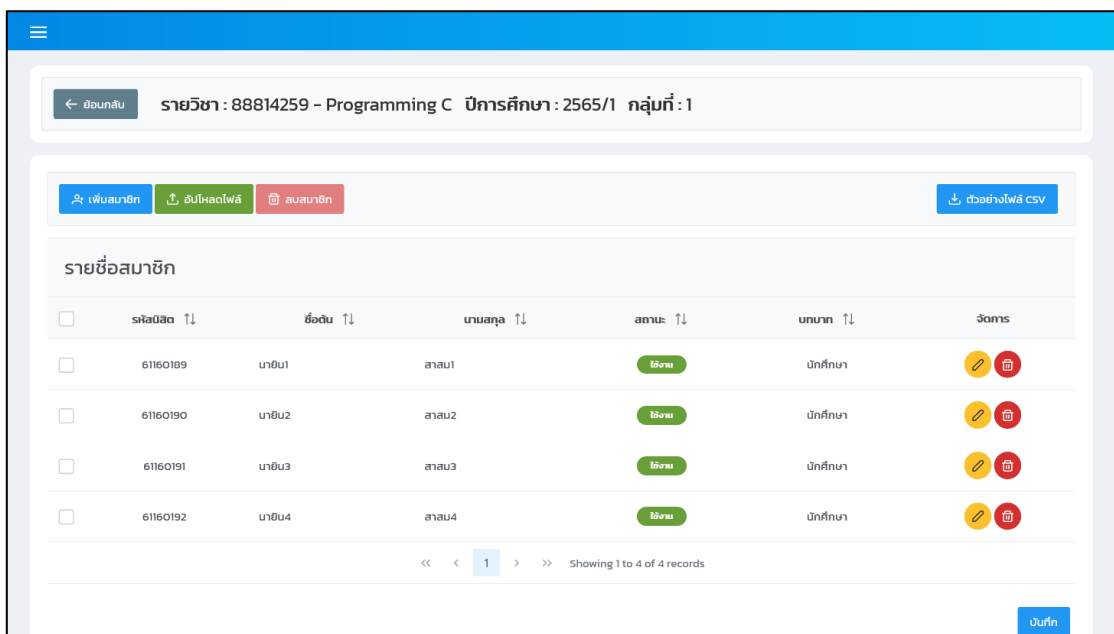 ย้อนกลับ รายวิชา : 88814259 - Programming C ปีการศึกษา : 2565/1 กลุ่มที่ : 1
เพิ่มสมาชิก อัปโหลดไฟล์ ลบสมาชิก ตัวอย่างไฟล์ CSV
รายชื่อสมาชิก
รหัสนิสิต ชื่อต้น นามสกุล สถานะ บทบาท จัดการ
61160189 นายิน1 สาสม1 ใช้งาน นักศึกษา
61160190 นายิน2 สาสม2 ใช้งาน นักศึกษา
61160191 นายิน3 สาสม3 ใช้งาน นักศึกษา
61160192 นายิน4 สาสม4 ใช้งาน นักศึกษา
1 Showing 1 to 4 of 4 records
บันทึก